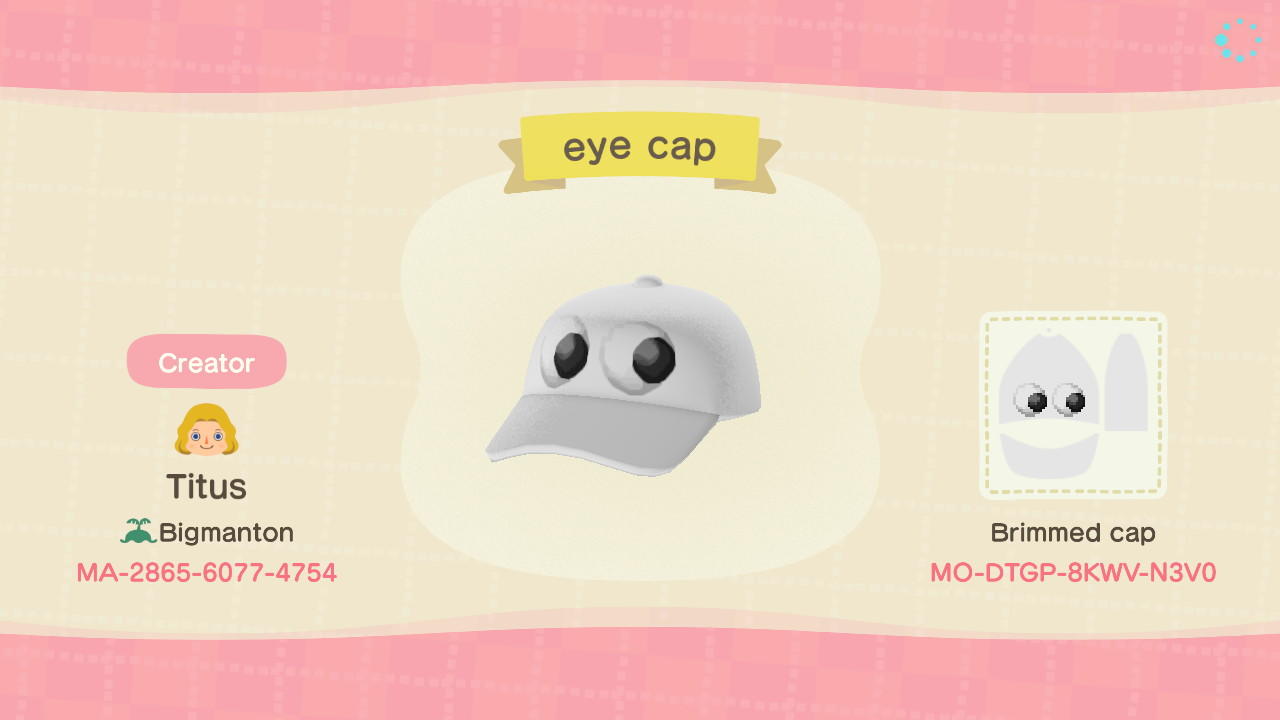 eye cap
Creator
Titus
Bigmanton
MA-2865-6077-4754
Brimmed cap
MO-DTGP-8KWV-N3V0